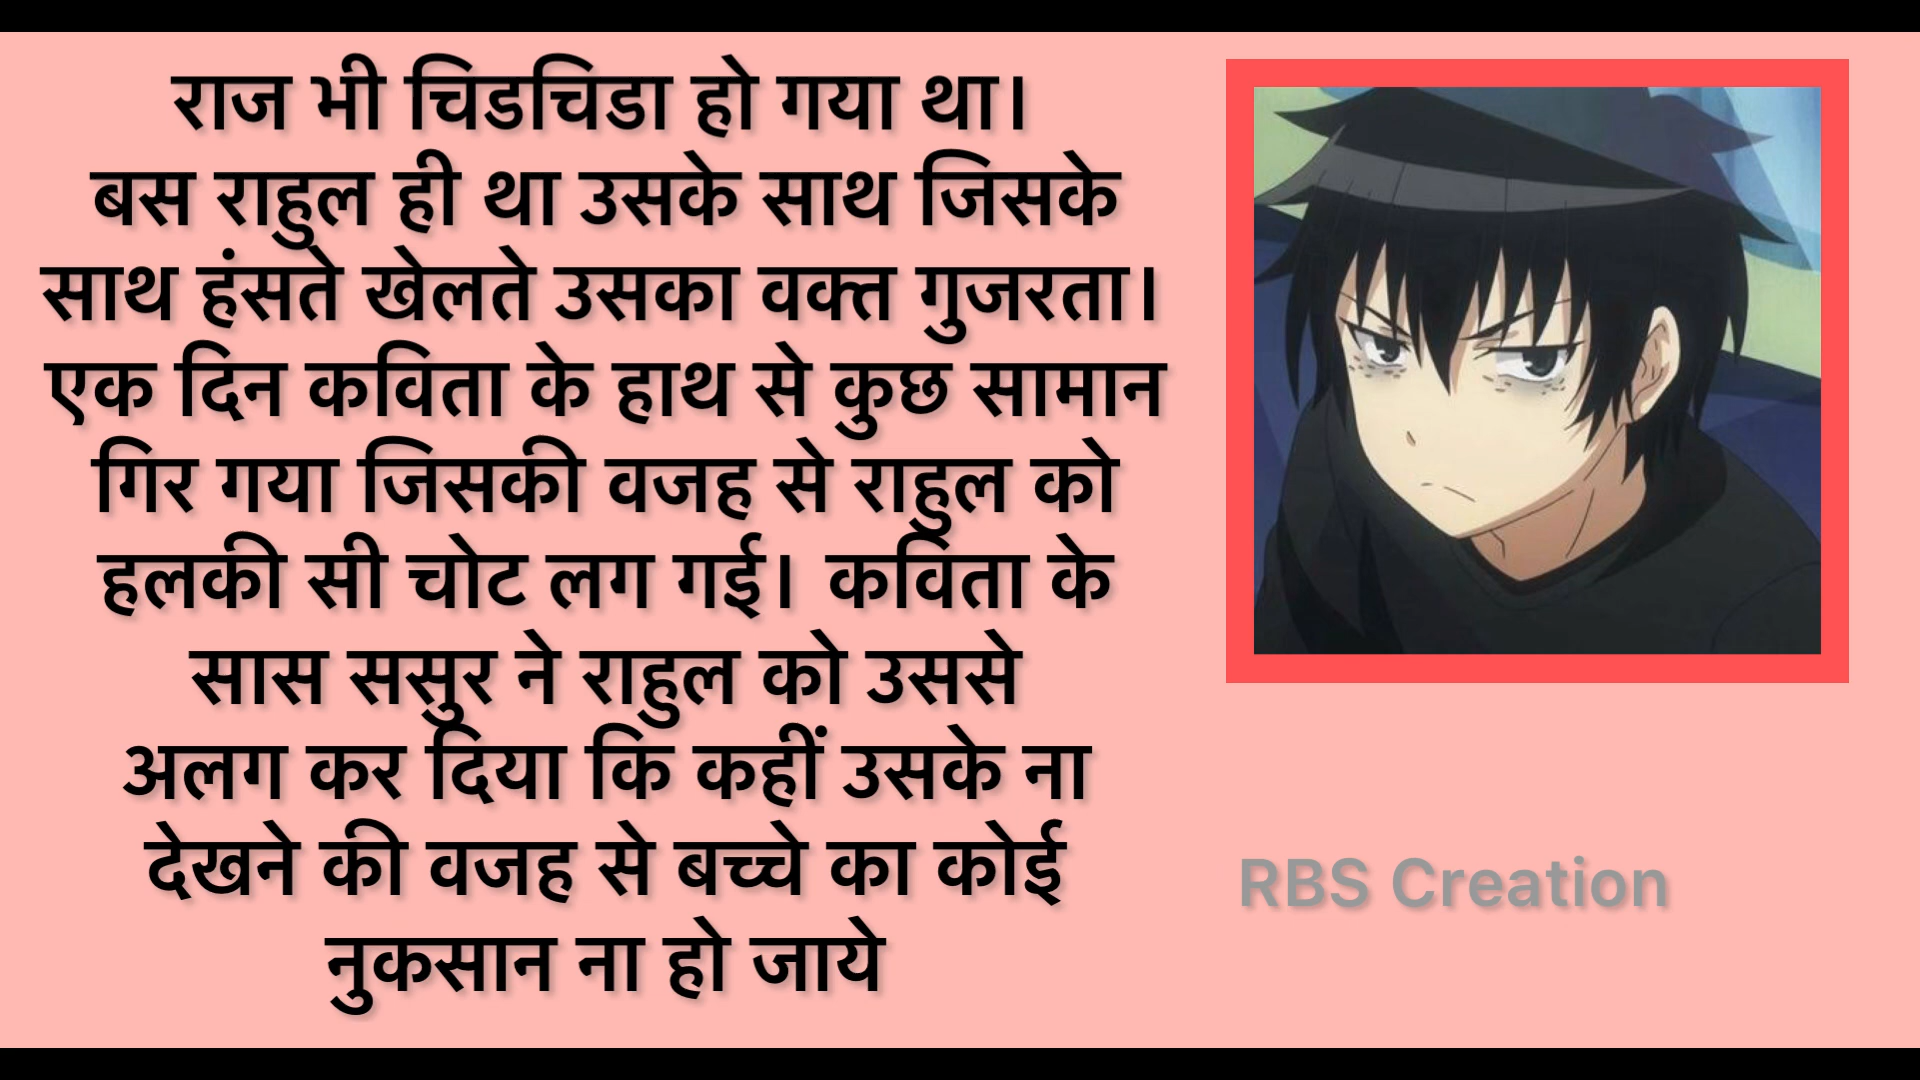 राज भी चिडचिडा हो गया था।
बस राहुल ही था उसके साथ जिसके
साथ हंसते खेलते उसका वक्त गुजरता।
एक दिन कविता के हाथ से कुछ सामान
गिर गया जिसकी वजह से राहुल को
हलकी सी चोट लग गई। कविता के
सास ससुर ने राहुल को उससे
अलग कर दिया कि कहीं उसके ना
देखने की वजह से बच्चे का कोई
नुकसान ना हो जाये
RBS Creation